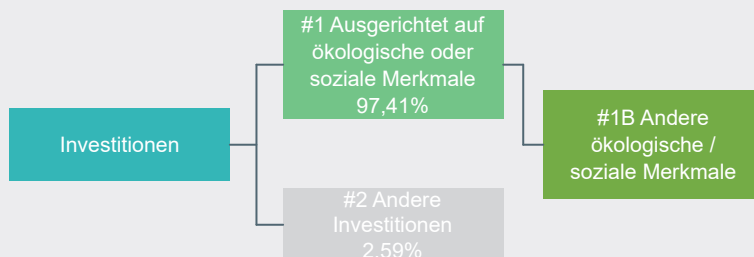 Investitionen
#1 Ausgerichtet auf
ökologische oder
soziale Merkmale
97,41%
#2 Andere
Investitionen
2,59%
#1B Andere
ökologische /
soziale Merkmale